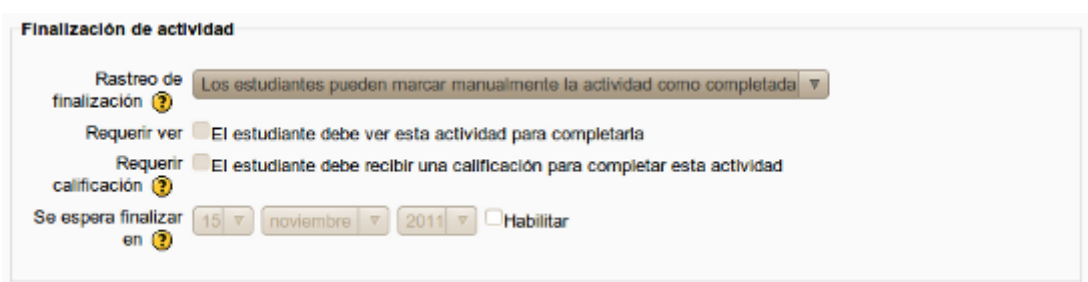 Finalización de actividad
Rastreo de finalización ? Los estudiantes pueden marcar manualmente la actividad como completada
Requerir ver El estudiante debe ver esta actividad para completarla
Requerir calificación ? El estudiante debe recibir una calificación para completar esta actividad
Se espera finalizar en ? 15 noviembre 2011 Habilitar